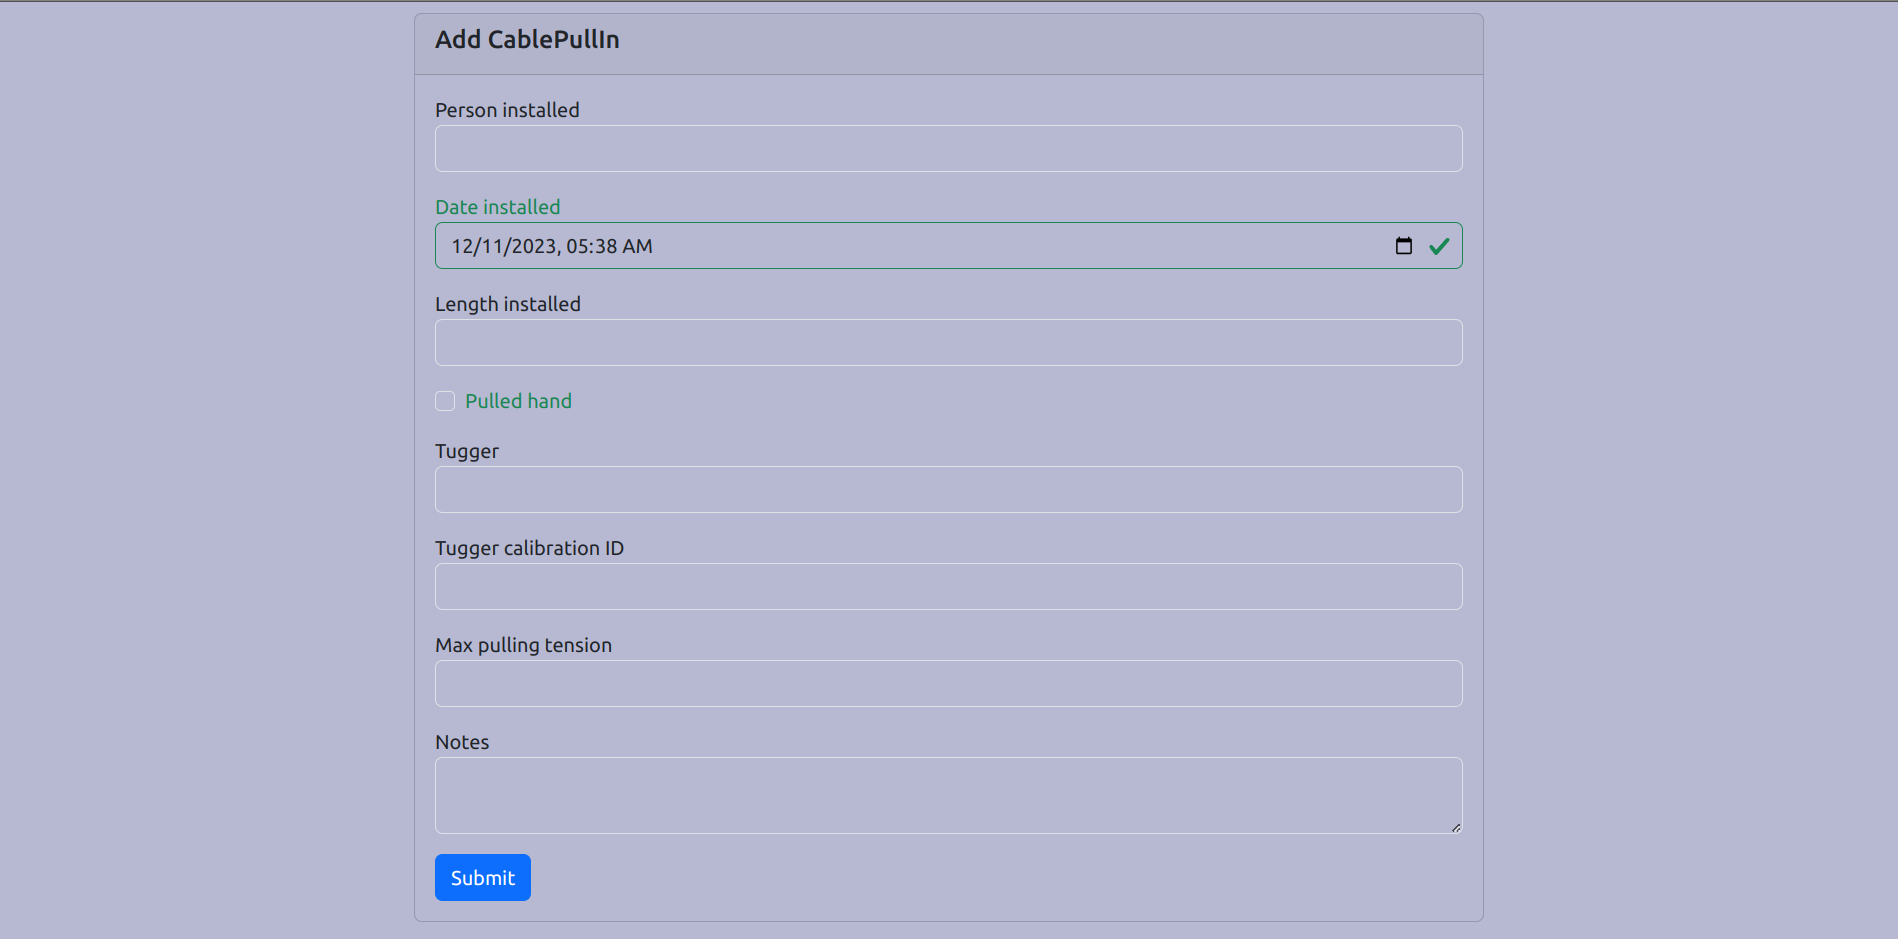 Add CablePullIn
Person installed
Date installed
12/11/2023, 05:38 AM
Length installed
Pulled hand
Tugger
Tugger calibration ID
Max pulling tension
Notes
Submit